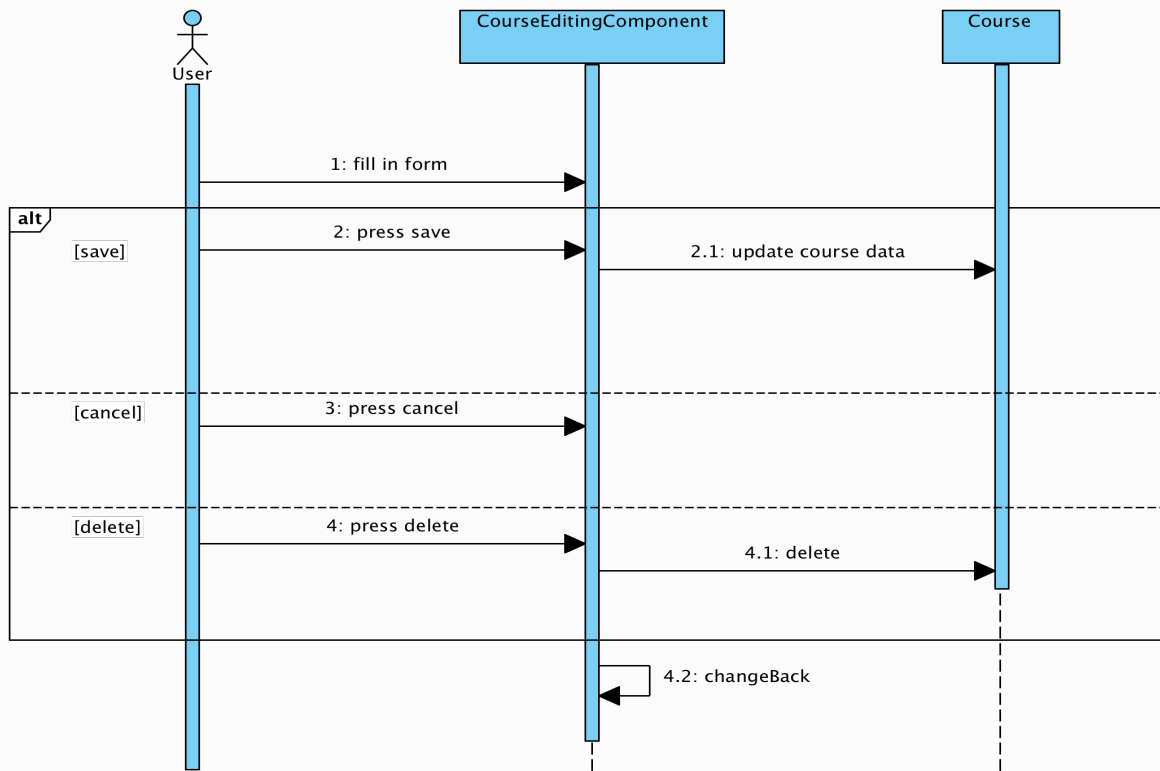 User
CourseEditingComponent
Course
1: fill in form
alt
[save]
2: press save
2.1: update course data
[cancel]
3: press cancel
[delete]
4: press delete
4.1: delete
4.2: changeBack